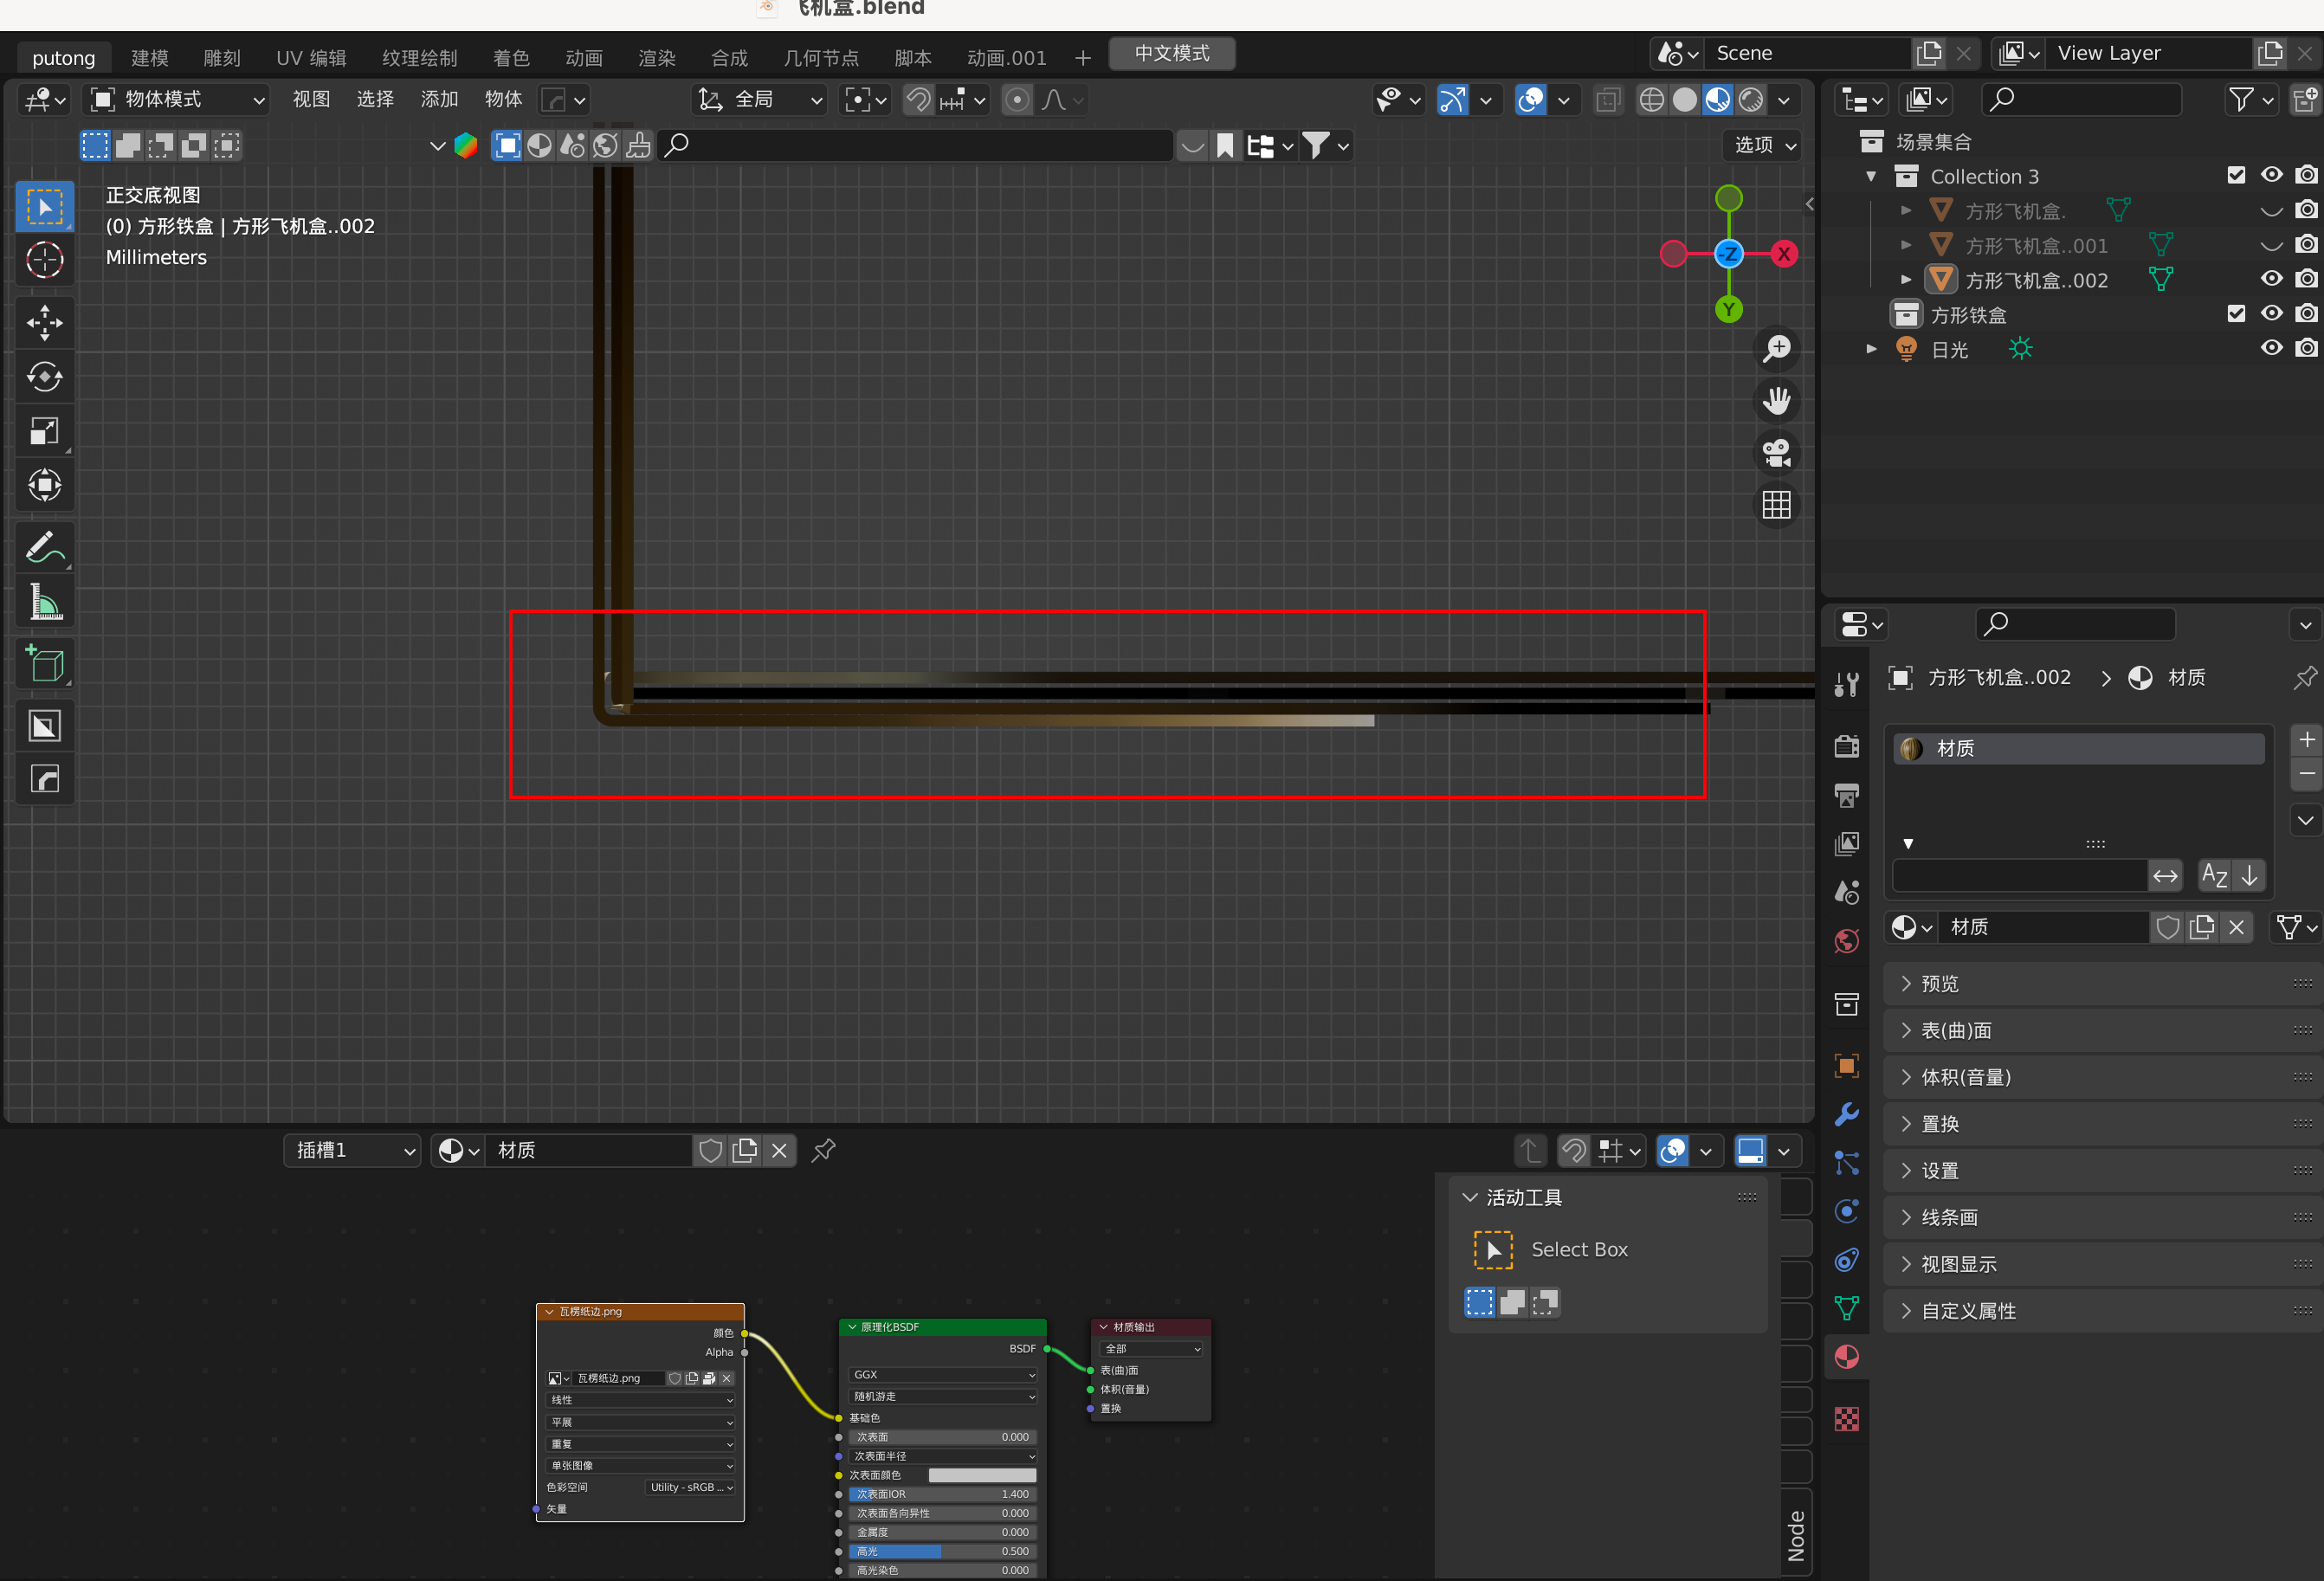 飞机盒.blend
putong 建模 雕刻 UV 编辑 纹理绘制 着色 动画 渲染 合成 几何节点 脚本 动画.001 + 中文模式
Scene
View Layer
物体模式 视图 选择 添加 物体 全局
选项
正交底视图
(0) 方形铁盒 | 方形飞机盒..002
Millimeters
-Z X
Y
场景集合
Collection 3
方形飞机盒.
方形飞机盒..001
方形飞机盒..002
方形铁盒
日光
方形飞机盒..002 > 材质
材质
材质
预览
表(曲)面
体积(音量)
置换
设置
线条画
视图显示
自定义属性
插槽1 材质
活动工具
Select Box
Node
瓦楞纸边.png
颜色
Alpha
瓦楞纸边.png
线性
平展
重复
单张图像
色彩空间 Utility - sRGB ...
矢量
原理化BSDF
BSDF
GGX
随机游走
基础色
次表面 0.000
次表面半径
次表面颜色
次表面IOR 1.400
次表面各向异性 0.000
金属度 0.000
高光 0.500
高光染色 0.000
材质输出
全部
表(曲)面
体积(音量)
置换